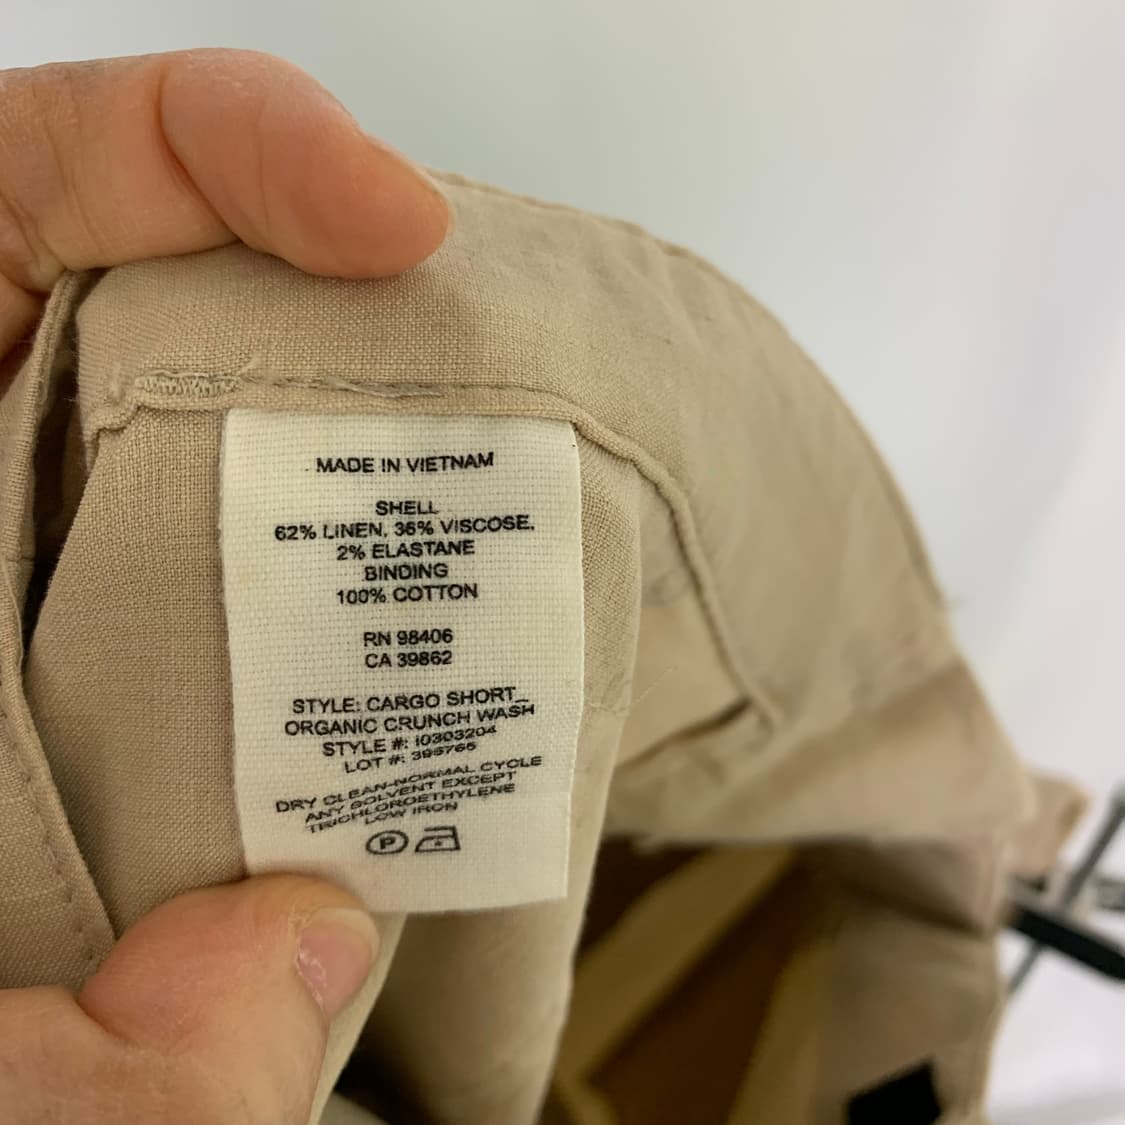 MADE IN VIETNAM
SHELL
62% LINEN, 36% VISCOSE,
2% ELASTANE
BINDING
100% COTTON
RN 98406
CA 39862
STYLE: CARGO SHORT_
ORGANIC CRUNCH WASH
STYLE #: I0303204
LOT #: 395765
DRY CLEAN-NORMAL CYCLE
ANY SOLVENT EXCEPT
TRICHLOROETHYLENE
LOW IRON
P